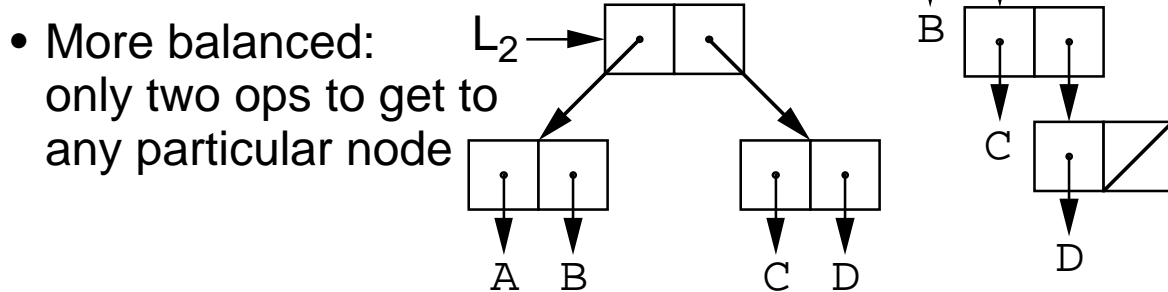 • More balanced:
only two ops to get to
any particular node
L2
A B C D
B
C
D